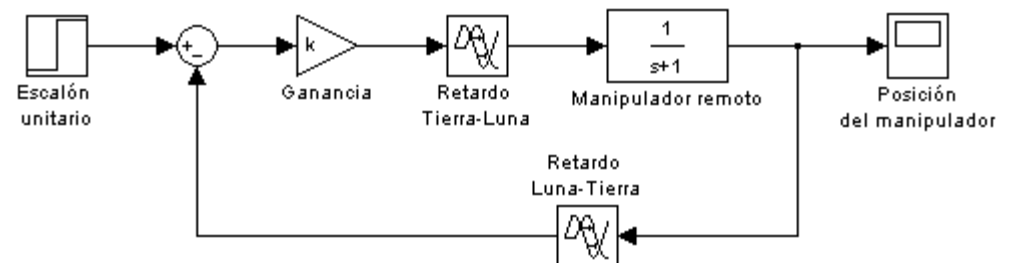 +
−
k
1
s+1
Escalón
unitario
Ganancia
Retardo
Tierra-Luna
Manipulador remoto
Posición
del manipulador
Retardo
Luna-Tierra